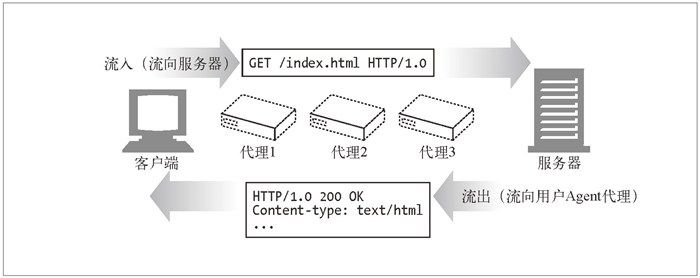 流入（流向服务器）
GET /index.html HTTP/1.0
代理1
代理2
代理3
客户端
服务器
HTTP/1.0 200 OK
Content-type: text/html
...
流出（流向用户Agent代理）